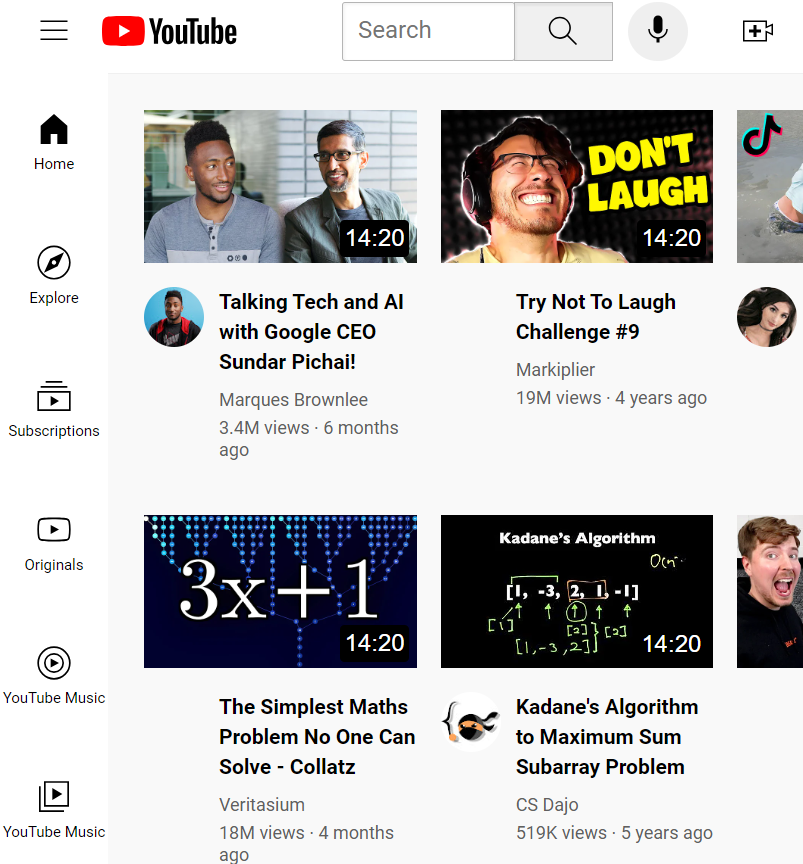 YouTube
Search
Home
Explore
Subscriptions
Originals
YouTube Music
YouTube Music
14:20
Talking Tech and AI
with Google CEO
Sundar Pichai!
Marques Brownlee
3.4M views · 6 months
ago
DON'T
LAUGH
14:20
Try Not To Laugh
Challenge #9
Markiplier
19M views · 4 years ago
3x+1
14:20
The Simplest Maths
Problem No One Can
Solve - Collatz
Veritasium
18M views · 4 months
ago
Kadane's Algorithm
[1, -3, 2, 1, -1]
[1]
[2]
[2]
[1, -3, 2]
14:20
Kadane's Algorithm
to Maximum Sum
Subarray Problem
CS Dajo
519K views · 5 years ago